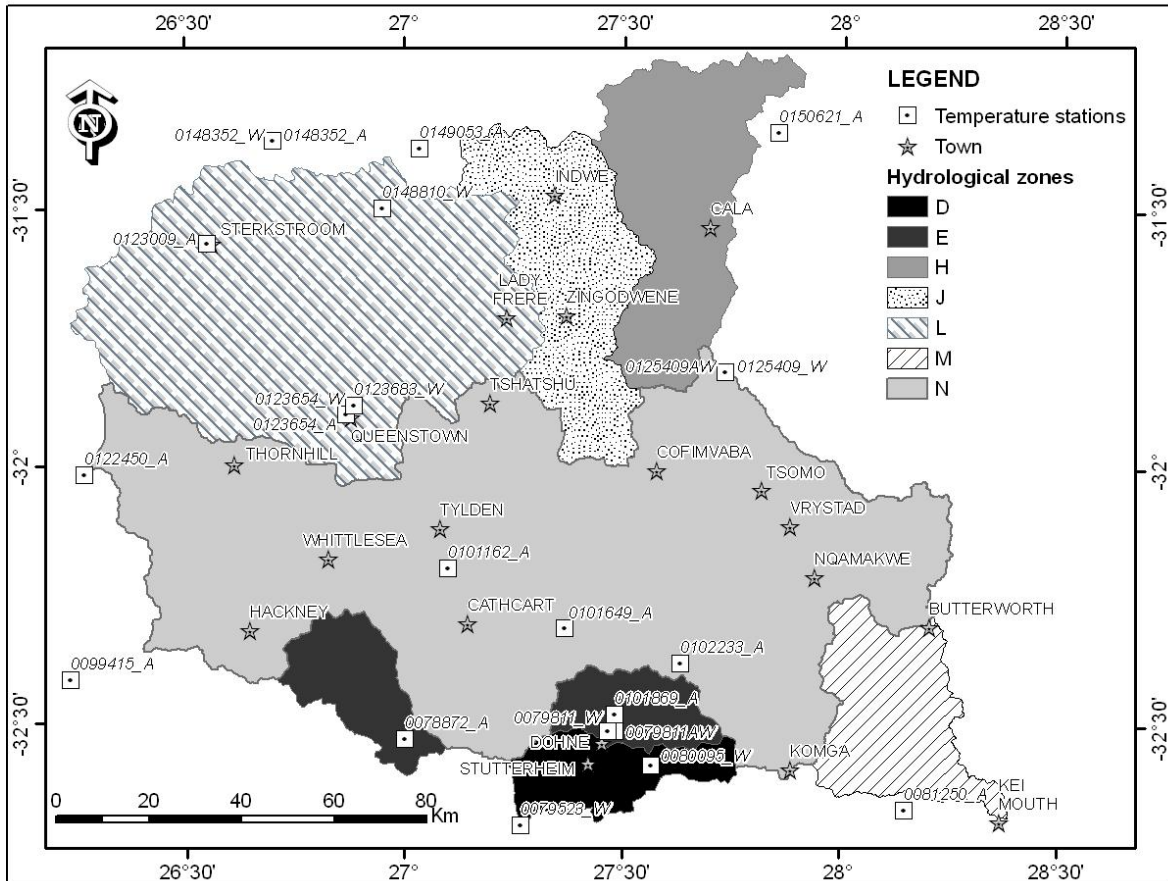 26°30'
27°
27°30'
28°
28°30'
N
LEGEND
Temperature stations
Town
Hydrological zones
D
E
H
J
L
M
N
0148352_W
0148352_A
0149053_A
0150621_A
INDWE
0148810_W
-31°30'
-31°30'
STERKSTROOM
CALA
0123009_A
LADY
FRERE
ZINGODWENE
0125409AW
0125409_W
0123683_W
TSHATSHU
0123654_W
0123654_A
QUEENSTOWN
THORNHILL
COFIMVABA
-32°
-32°
0122450_A
TSOMO
TYLDEN
VRYSTAD
WHITTLESEA
0101162_A
NQAMAKWE
HACKNEY
CATHCART
0101649_A
BUTTERWORTH
0099415_A
0102233_A
0101869_A
-32°30'
-32°30'
0078872_A
0079811_W
0079811AW
DOHNE
STUTTERHEIM
0080095_W
KOMGA
0079528_W
0081250_A
KEI
MOUTH
0
20
40
60
80
Km
26°30'
27°
27°30'
28°
28°30'